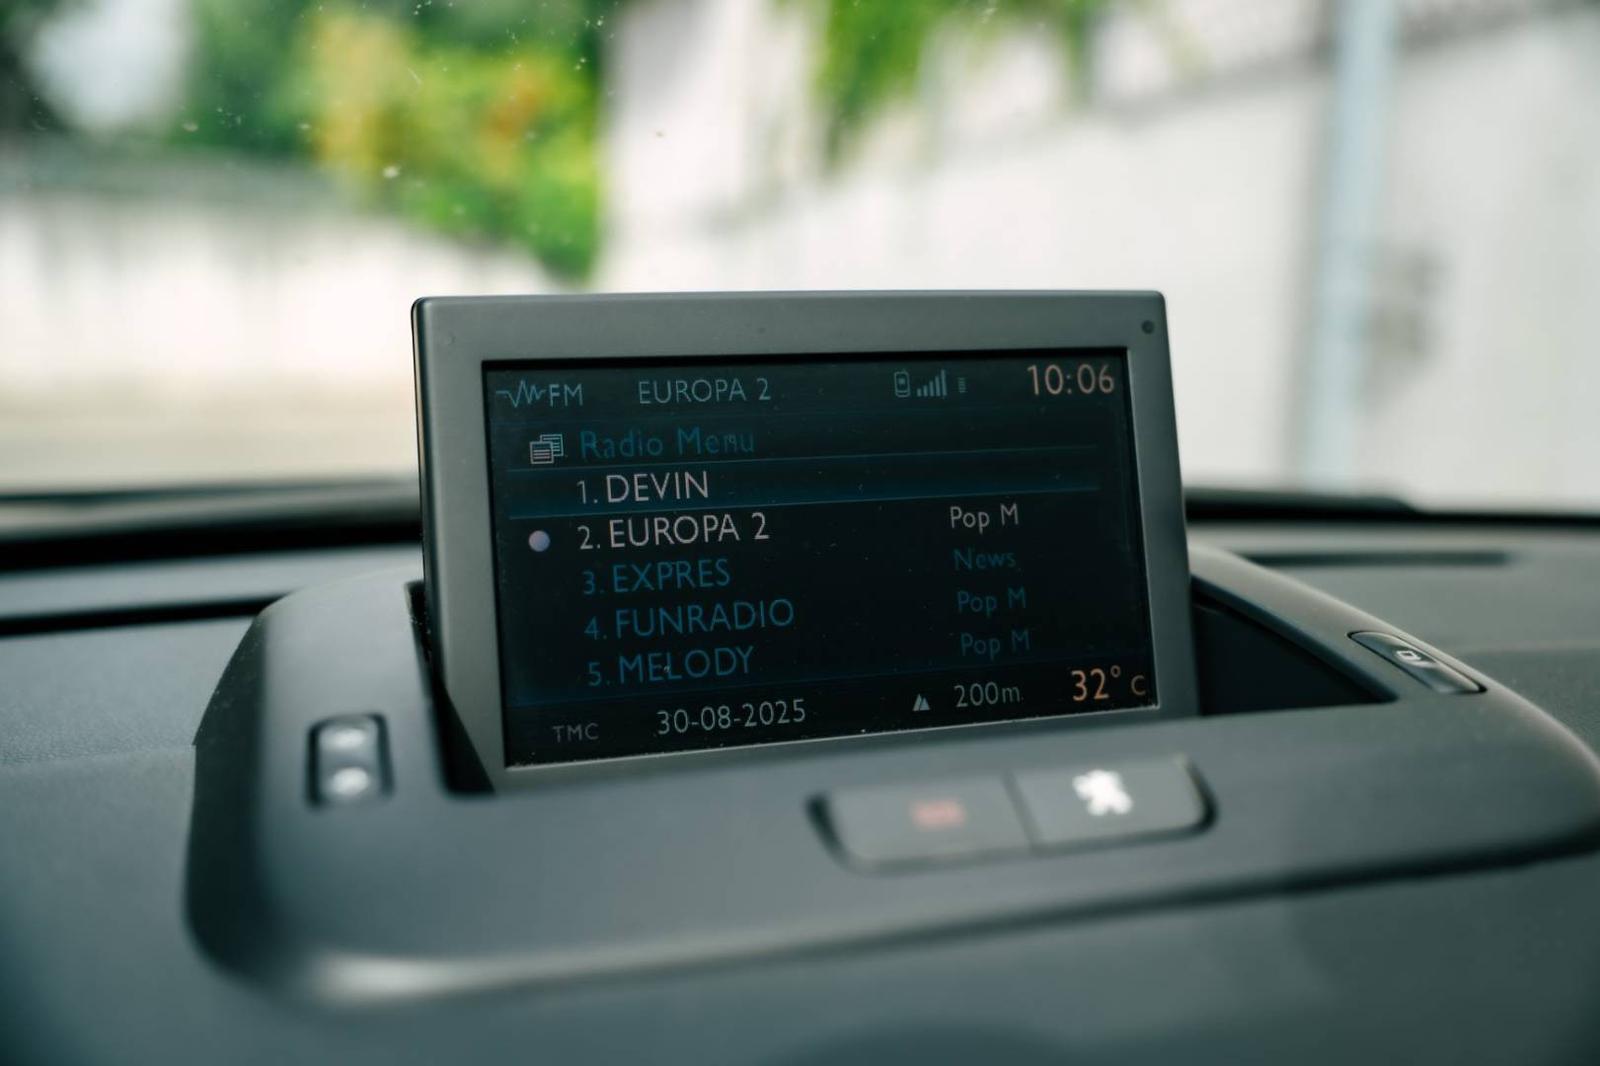 FM EUROPA 2 10:06
Radio Menu
1. DEVIN
2. EUROPA 2 Pop M
3. EXPRES News
4. FUNRADIO Pop M
5. MELODY Pop M
TMC 30-08-2025 200m 32° C